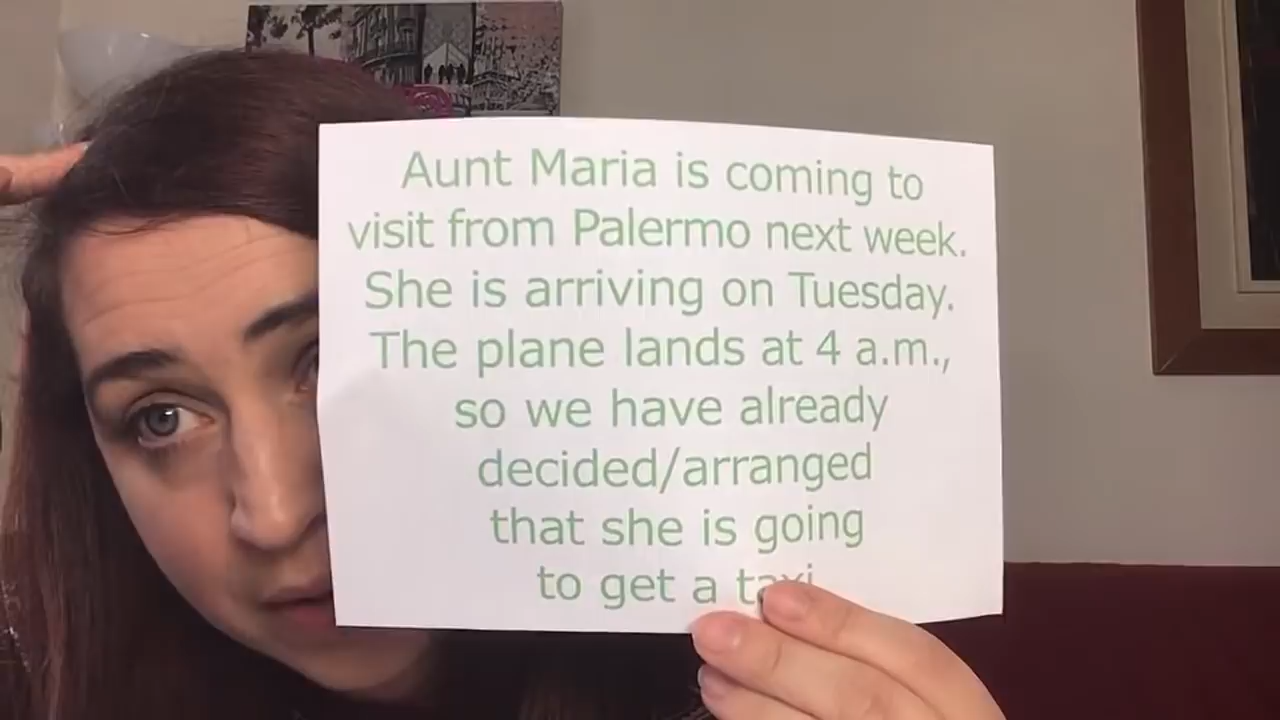 Aunt Maria is coming to
visit from Palermo next week.
She is arriving on Tuesday.
The plane lands at 4 a.m.,
so we have already
decided/arranged
that she is going
to get a taxi